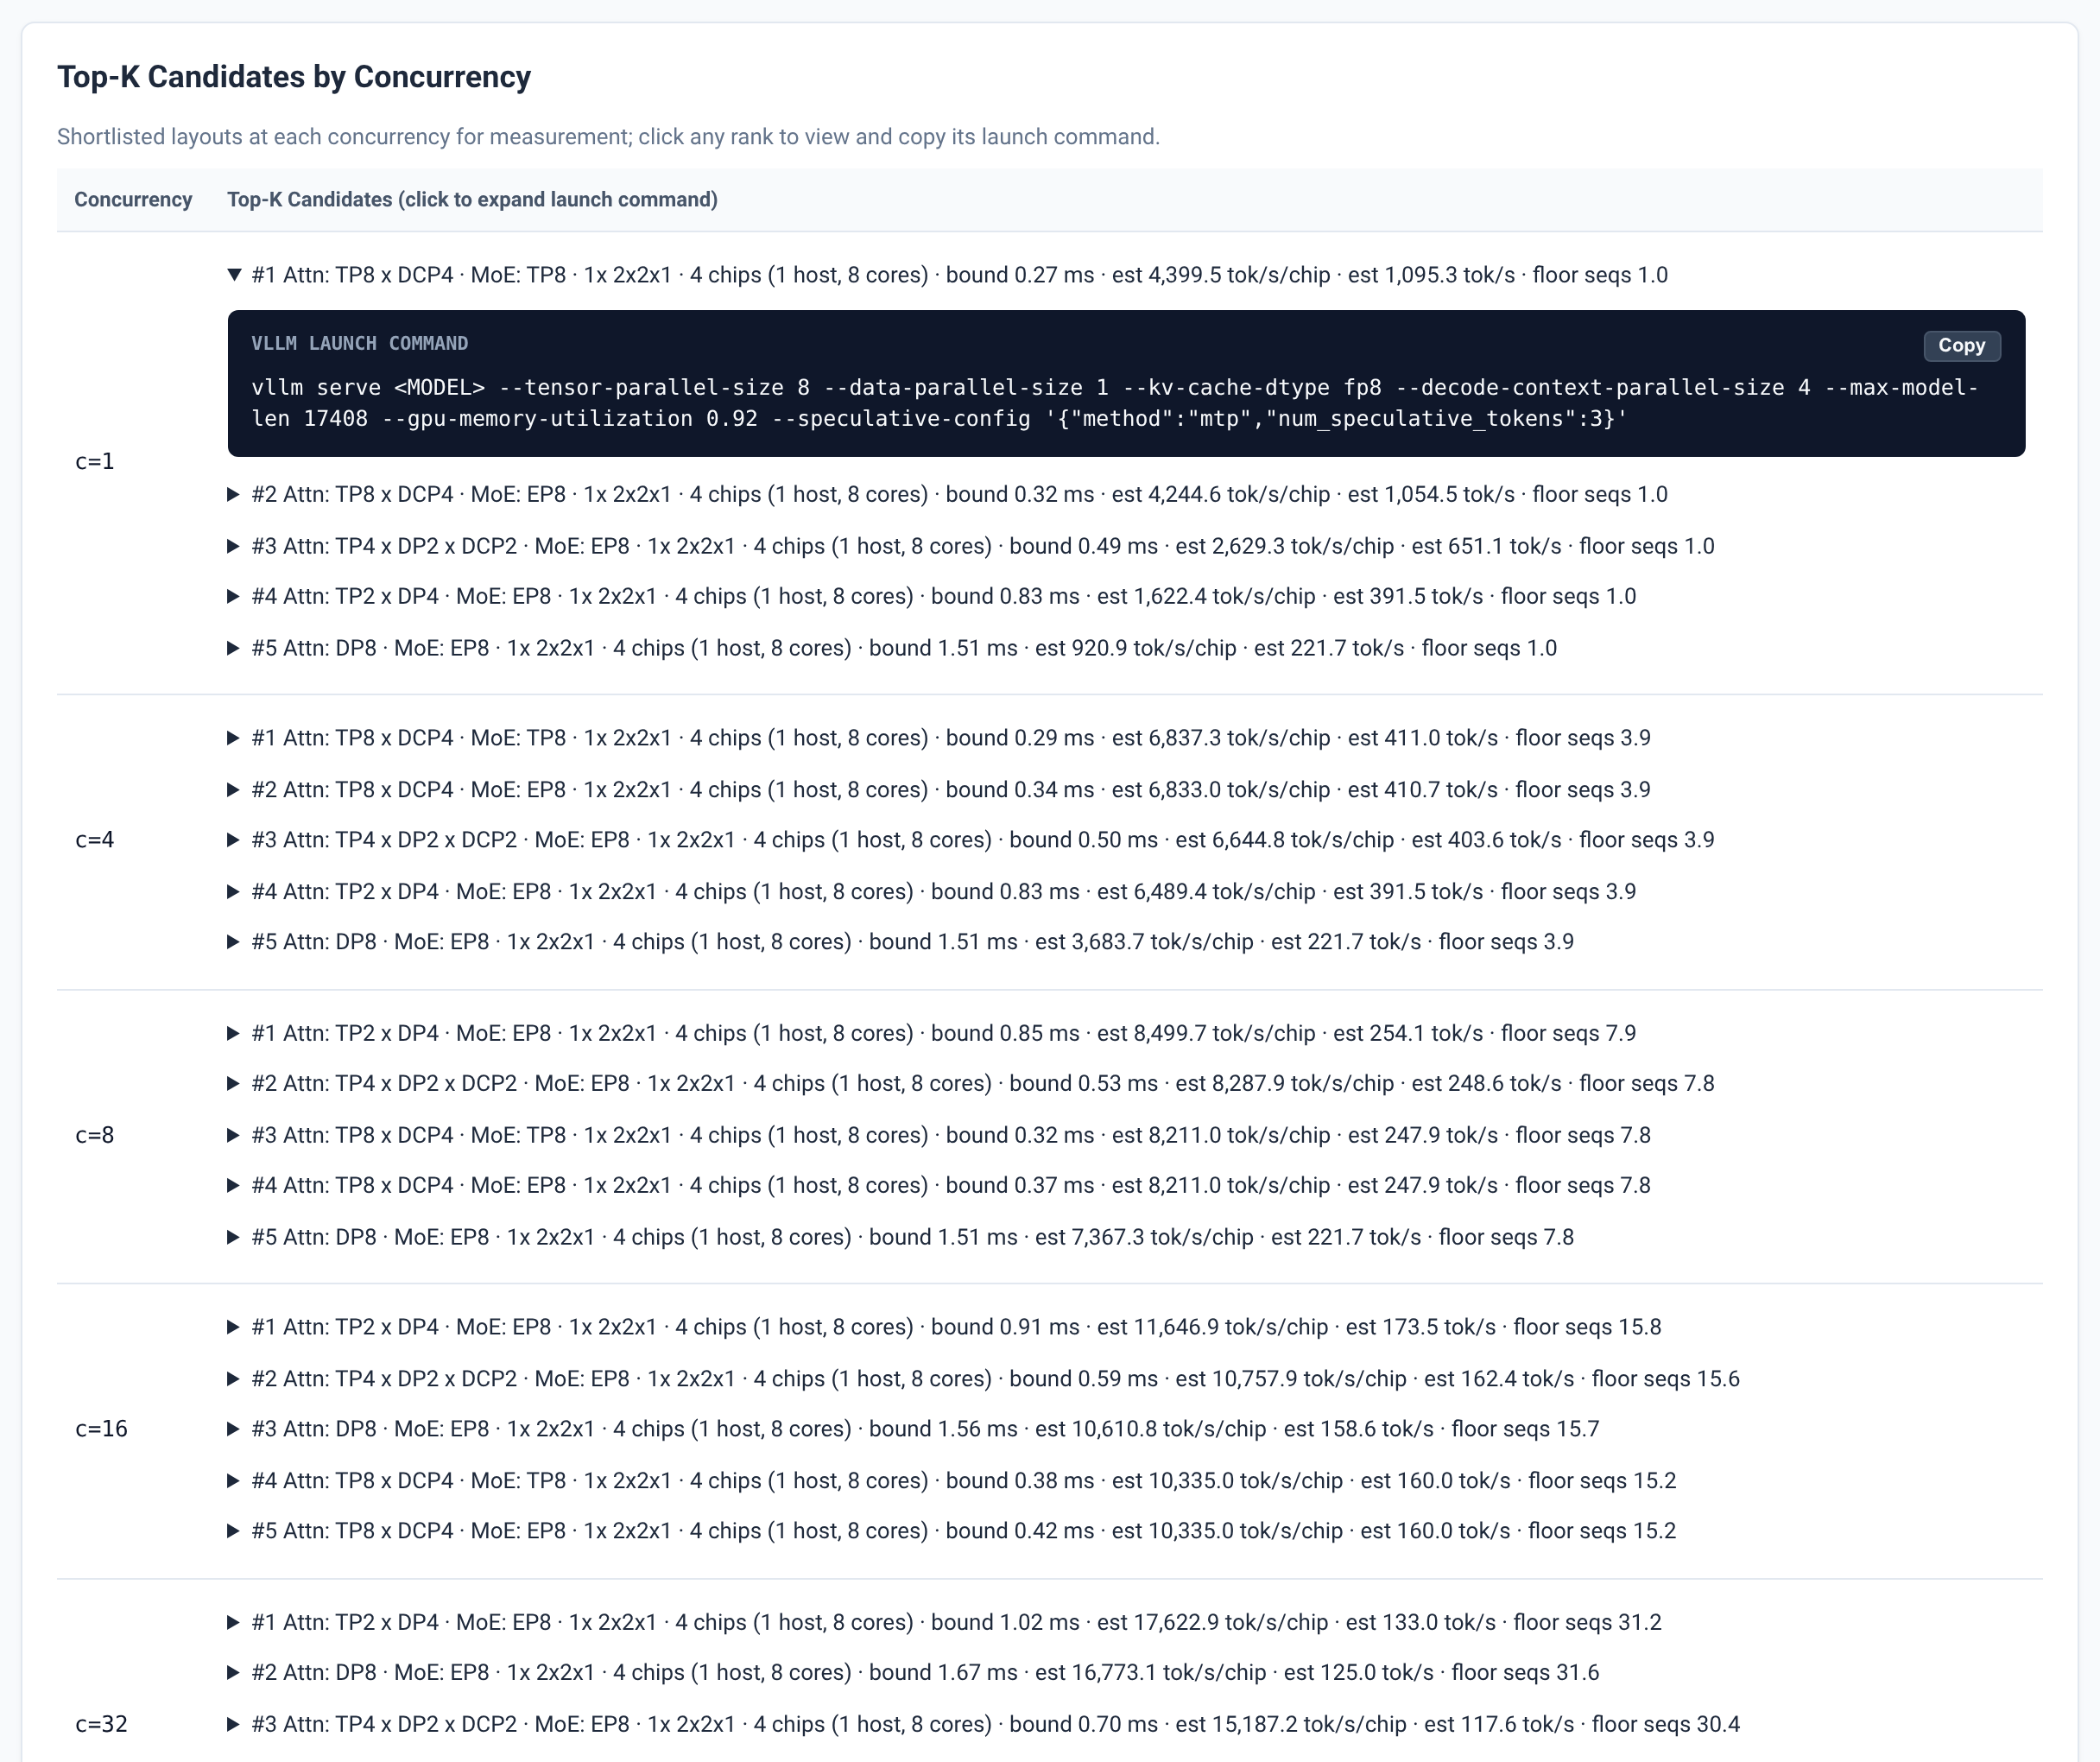 Top-K Candidates by Concurrency
Shortlisted layouts at each concurrency for measurement; click any rank to view and copy its launch command.
Concurrency Top-K Candidates (click to expand launch command)
c=1
▼ #1 Attn: TP8 x DCP4 · MoE: TP8 · 1x 2x2x1 · 4 chips (1 host, 8 cores) · bound 0.27 ms · est 4,399.5 tok/s/chip · est 1,095.3 tok/s · floor seqs 1.0
VLLM LAUNCH COMMAND
Copy
vllm serve <MODEL> --tensor-parallel-size 8 --data-parallel-size 1 --kv-cache-dtype fp8 --decode-context-parallel-size 4 --max-model-
len 17408 --gpu-memory-utilization 0.92 --speculative-config '{"method":"mtp","num_speculative_tokens":3}'
▶ #2 Attn: TP8 x DCP4 · MoE: EP8 · 1x 2x2x1 · 4 chips (1 host, 8 cores) · bound 0.32 ms · est 4,244.6 tok/s/chip · est 1,054.5 tok/s · floor seqs 1.0
▶ #3 Attn: TP4 x DP2 x DCP2 · MoE: EP8 · 1x 2x2x1 · 4 chips (1 host, 8 cores) · bound 0.49 ms · est 2,629.3 tok/s/chip · est 651.1 tok/s · floor seqs 1.0
▶ #4 Attn: TP2 x DP4 · MoE: EP8 · 1x 2x2x1 · 4 chips (1 host, 8 cores) · bound 0.83 ms · est 1,622.4 tok/s/chip · est 391.5 tok/s · floor seqs 1.0
▶ #5 Attn: DP8 · MoE: EP8 · 1x 2x2x1 · 4 chips (1 host, 8 cores) · bound 1.51 ms · est 920.9 tok/s/chip · est 221.7 tok/s · floor seqs 1.0
c=4
▶ #1 Attn: TP8 x DCP4 · MoE: TP8 · 1x 2x2x1 · 4 chips (1 host, 8 cores) · bound 0.29 ms · est 6,837.3 tok/s/chip · est 411.0 tok/s · floor seqs 3.9
▶ #2 Attn: TP8 x DCP4 · MoE: EP8 · 1x 2x2x1 · 4 chips (1 host, 8 cores) · bound 0.34 ms · est 6,833.0 tok/s/chip · est 410.7 tok/s · floor seqs 3.9
▶ #3 Attn: TP4 x DP2 x DCP2 · MoE: EP8 · 1x 2x2x1 · 4 chips (1 host, 8 cores) · bound 0.50 ms · est 6,644.8 tok/s/chip · est 403.6 tok/s · floor seqs 3.9
▶ #4 Attn: TP2 x DP4 · MoE: EP8 · 1x 2x2x1 · 4 chips (1 host, 8 cores) · bound 0.83 ms · est 6,489.4 tok/s/chip · est 391.5 tok/s · floor seqs 3.9
▶ #5 Attn: DP8 · MoE: EP8 · 1x 2x2x1 · 4 chips (1 host, 8 cores) · bound 1.51 ms · est 3,683.7 tok/s/chip · est 221.7 tok/s · floor seqs 3.9
c=8
▶ #1 Attn: TP2 x DP4 · MoE: EP8 · 1x 2x2x1 · 4 chips (1 host, 8 cores) · bound 0.85 ms · est 8,499.7 tok/s/chip · est 254.1 tok/s · floor seqs 7.9
▶ #2 Attn: TP4 x DP2 x DCP2 · MoE: EP8 · 1x 2x2x1 · 4 chips (1 host, 8 cores) · bound 0.53 ms · est 8,287.9 tok/s/chip · est 248.6 tok/s · floor seqs 7.8
▶ #3 Attn: TP8 x DCP4 · MoE: TP8 · 1x 2x2x1 · 4 chips (1 host, 8 cores) · bound 0.32 ms · est 8,211.0 tok/s/chip · est 247.9 tok/s · floor seqs 7.8
▶ #4 Attn: TP8 x DCP4 · MoE: EP8 · 1x 2x2x1 · 4 chips (1 host, 8 cores) · bound 0.37 ms · est 8,211.0 tok/s/chip · est 247.9 tok/s · floor seqs 7.8
▶ #5 Attn: DP8 · MoE: EP8 · 1x 2x2x1 · 4 chips (1 host, 8 cores) · bound 1.51 ms · est 7,367.3 tok/s/chip · est 221.7 tok/s · floor seqs 7.8
c=16
▶ #1 Attn: TP2 x DP4 · MoE: EP8 · 1x 2x2x1 · 4 chips (1 host, 8 cores) · bound 0.91 ms · est 11,646.9 tok/s/chip · est 173.5 tok/s · floor seqs 15.8
▶ #2 Attn: TP4 x DP2 x DCP2 · MoE: EP8 · 1x 2x2x1 · 4 chips (1 host, 8 cores) · bound 0.59 ms · est 10,757.9 tok/s/chip · est 162.4 tok/s · floor seqs 15.6
▶ #3 Attn: DP8 · MoE: EP8 · 1x 2x2x1 · 4 chips (1 host, 8 cores) · bound 1.56 ms · est 10,610.8 tok/s/chip · est 158.6 tok/s · floor seqs 15.7
▶ #4 Attn: TP8 x DCP4 · MoE: TP8 · 1x 2x2x1 · 4 chips (1 host, 8 cores) · bound 0.38 ms · est 10,335.0 tok/s/chip · est 160.0 tok/s · floor seqs 15.2
▶ #5 Attn: TP8 x DCP4 · MoE: EP8 · 1x 2x2x1 · 4 chips (1 host, 8 cores) · bound 0.42 ms · est 10,335.0 tok/s/chip · est 160.0 tok/s · floor seqs 15.2
c=32
▶ #1 Attn: TP2 x DP4 · MoE: EP8 · 1x 2x2x1 · 4 chips (1 host, 8 cores) · bound 1.02 ms · est 17,622.9 tok/s/chip · est 133.0 tok/s · floor seqs 31.2
▶ #2 Attn: DP8 · MoE: EP8 · 1x 2x2x1 · 4 chips (1 host, 8 cores) · bound 1.67 ms · est 16,773.1 tok/s/chip · est 125.0 tok/s · floor seqs 31.6
▶ #3 Attn: TP4 x DP2 x DCP2 · MoE: EP8 · 1x 2x2x1 · 4 chips (1 host, 8 cores) · bound 0.70 ms · est 15,187.2 tok/s/chip · est 117.6 tok/s · floor seqs 30.4